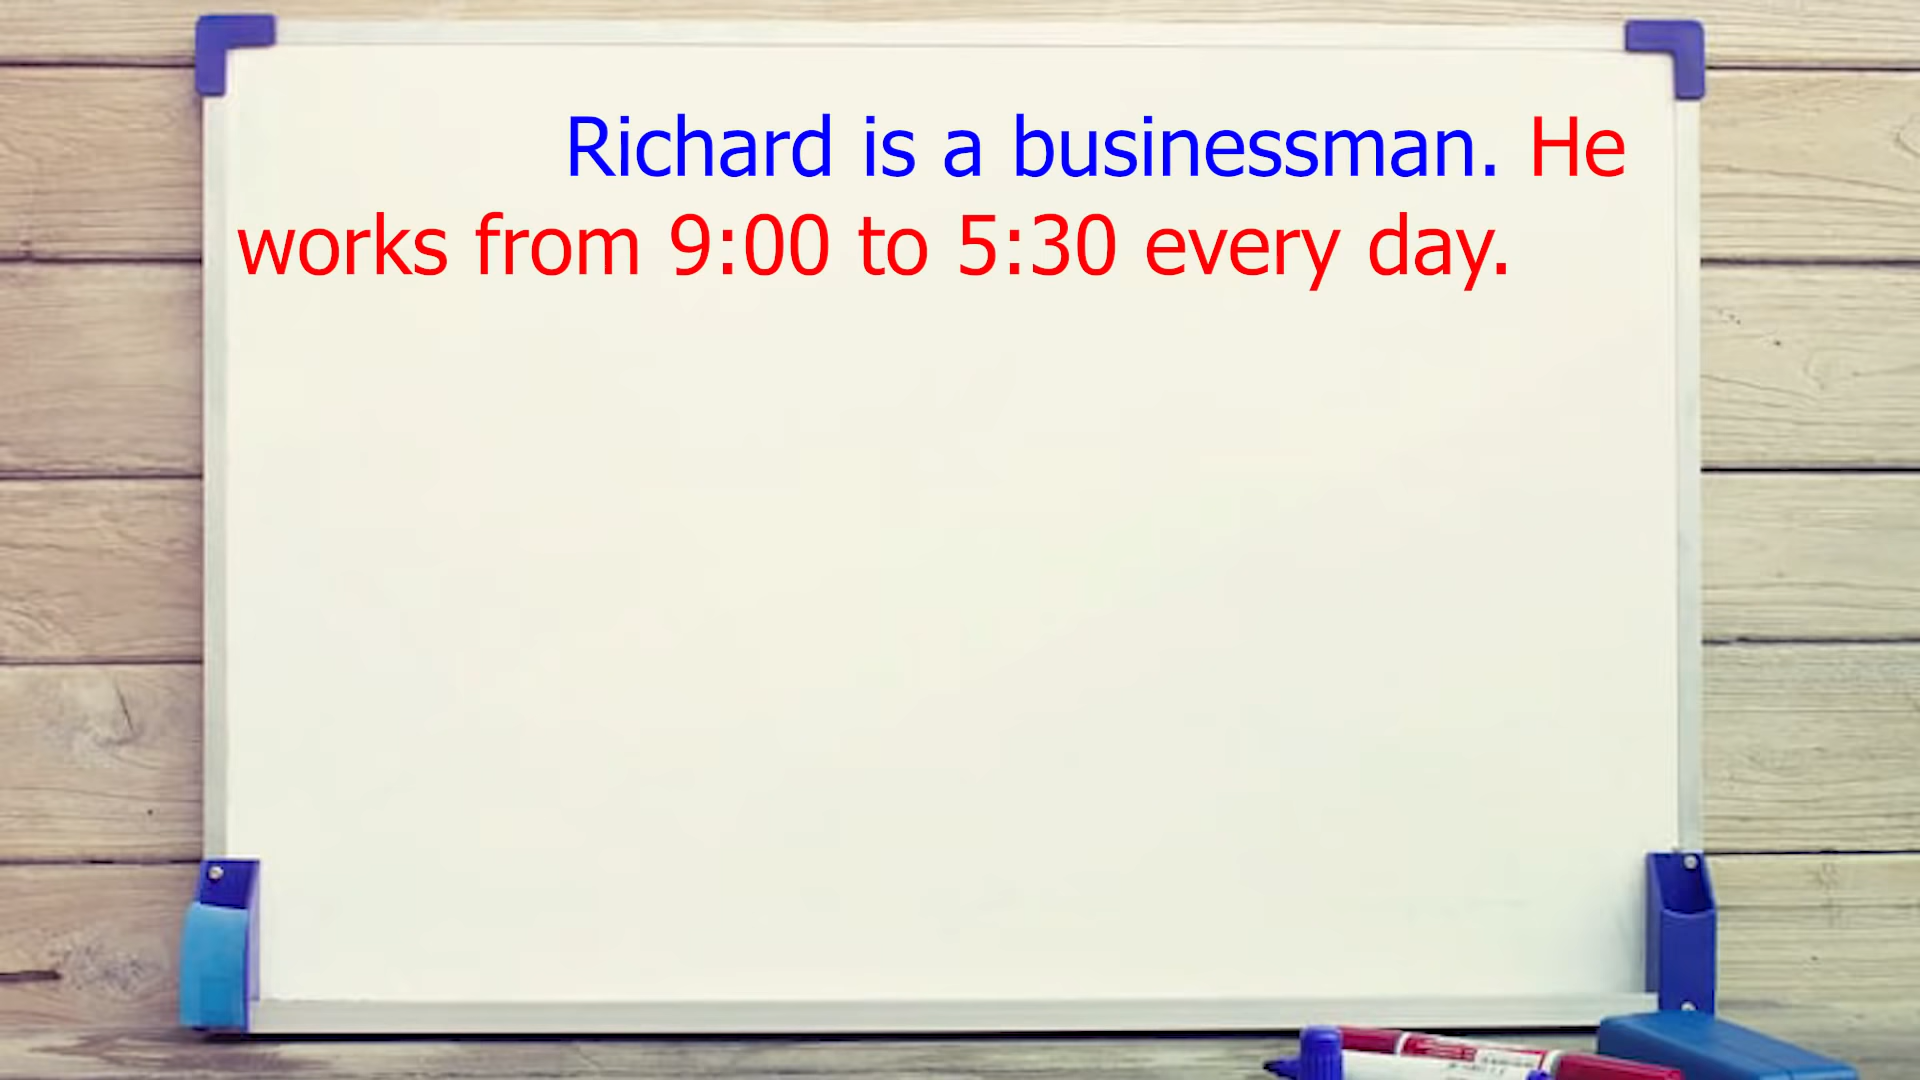 Richard is a businessman. He
works from 9:00 to 5:30 every day.